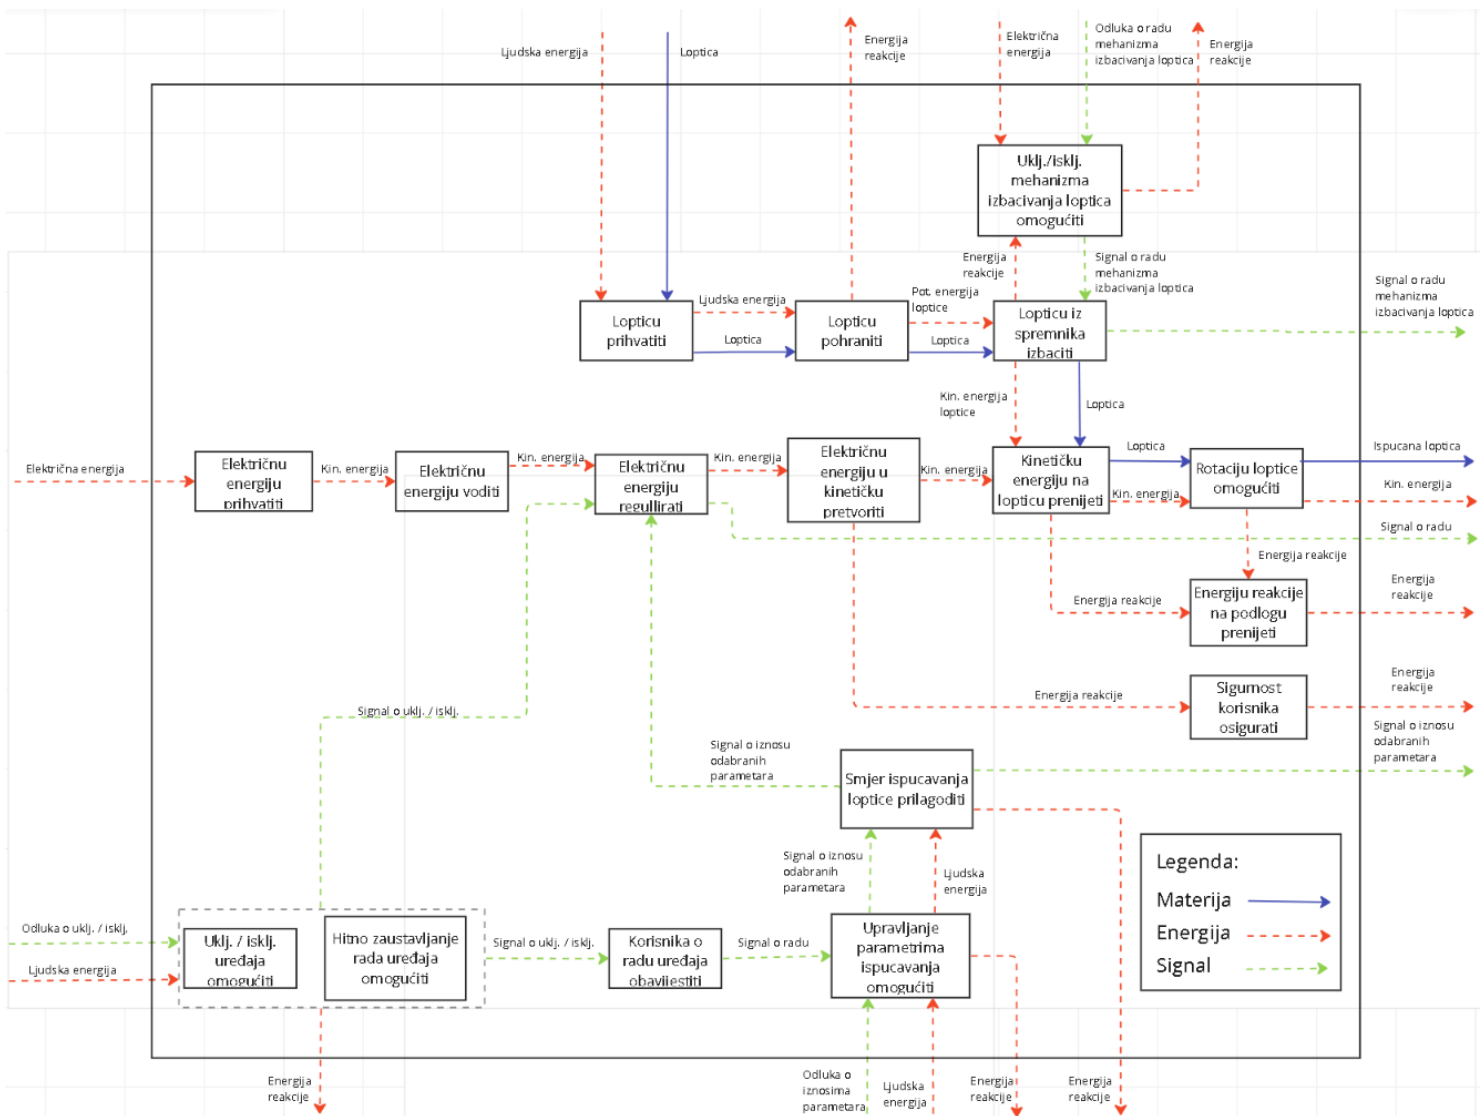 Ljudska energija
Loptica
Energija
reakcije
Električna
energija
Odluka o radu
mehanizma
izbacivanja loptica
Energija
reakcije
Uklj./isklj.
mehanizma
izbacivanja loptica
omogućiti
Energija
reakcije
Signal o radu
mehanizma
izbacivanja loptica
Signal o radu
mehanizma
izbacivanja loptica
Lopticu
prihvatiti
Ljudska energija
Loptica
Lopticu
pohraniti
Pot. energija
loptice
Loptica
Lopticu iz
spremnika
izbaciti
Kin. energija
loptice
Loptica
Električna energija
Električnu
energiju
prihvatiti
Kin. energija
Električnu
energiju voditi
Kin. energija
Električnu
energiju
regullirati
Kin. energija
Električnu
energiju u
kinetičku
pretvoriti
Kin. energija
Kinetičku
energiju na
lopticu prenijeti
Loptica
Kin. energija
Rotaciju loptice
omogućiti
Ispucana loptica
Kin. energija
Signal o radu
Energija reakcije
Energija reakcije
Energiju reakcije
na podlogu
prenijeti
Energija
reakcije
Energija reakcije
Sigurnost
korisnika
osigurati
Energija
reakcije
Signal o uklj. / isklj.
Signal o iznosu
odabranih
parametara
Smjer ispucavanja
loptice prilagoditi
Signal o iznosu
odabranih
parametara
Signal o iznosu
odabranih
parametara
Ljudska
energija
Odluka o uklj. / isklj,
Ljudska energija
Uklj. / isklj.
uređaja
omogućiti
Hitno zaustavljanje
rada uređaja
omogućiti
Signal o uklj. / isklj.
Korisnika o
radu uređaja
obavijestiti
Signal o radu
Upravljanje
parametrima
ispucavanja
omogućiti
Energija
reakcije
Odluka o
iznosima
parametara
Ljudska
energija
Energija
reakcije
Energija
reakcije
Legenda:
Materija
Energija
Signal